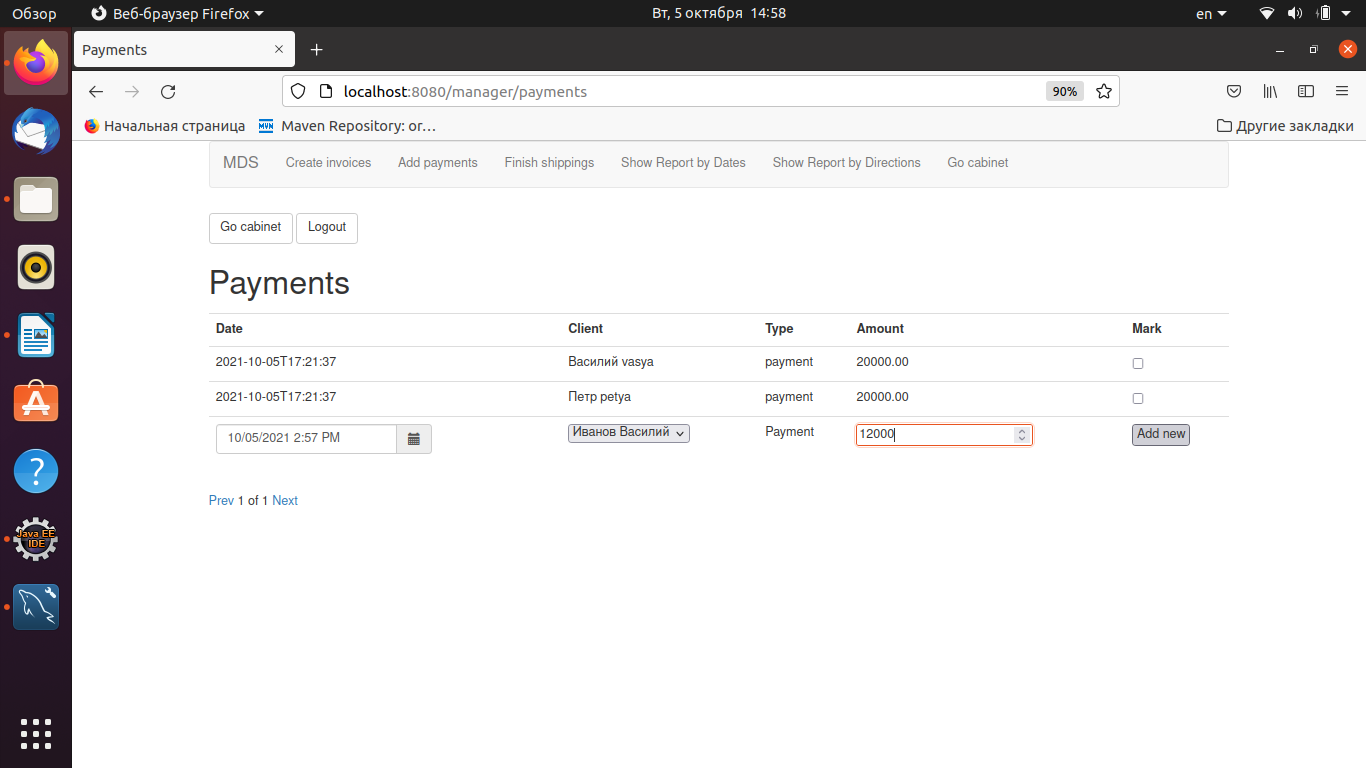 Обзор Веб-браузер Firefox Вт, 5 октября 14:58 en
Payments
localhost:8080/manager/payments 90%
Начальная страница Maven Repository: or… Другие закладки
MDS Create invoices Add payments Finish shippings Show Report by Dates Show Report by Directions Go cabinet
Go cabinet Logout
Payments
Date Client Type Amount Mark
2021-10-05T17:21:37 Василий vasya payment 20000.00
2021-10-05T17:21:37 Петр petya payment 20000.00
10/05/2021 2:57 PM Иванов Василий Payment 12000 Add new
Prev 1 of 1 Next
Java EE
IDE